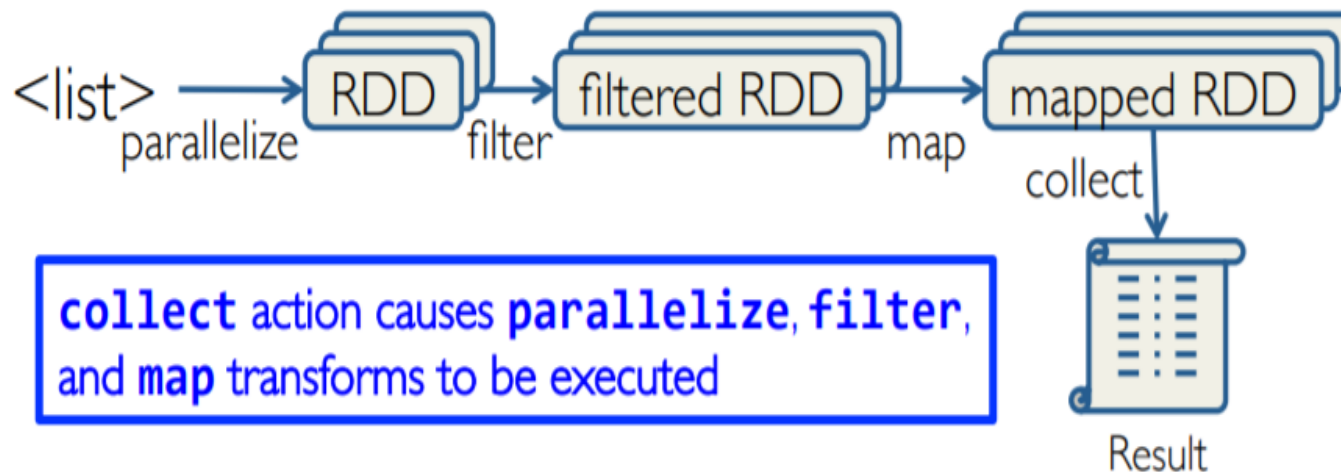 <list>
parallelize
RDD
filter
filtered RDD
map
mapped RDD
collect
collect action causes parallelize, filter,
and map transforms to be executed
Result